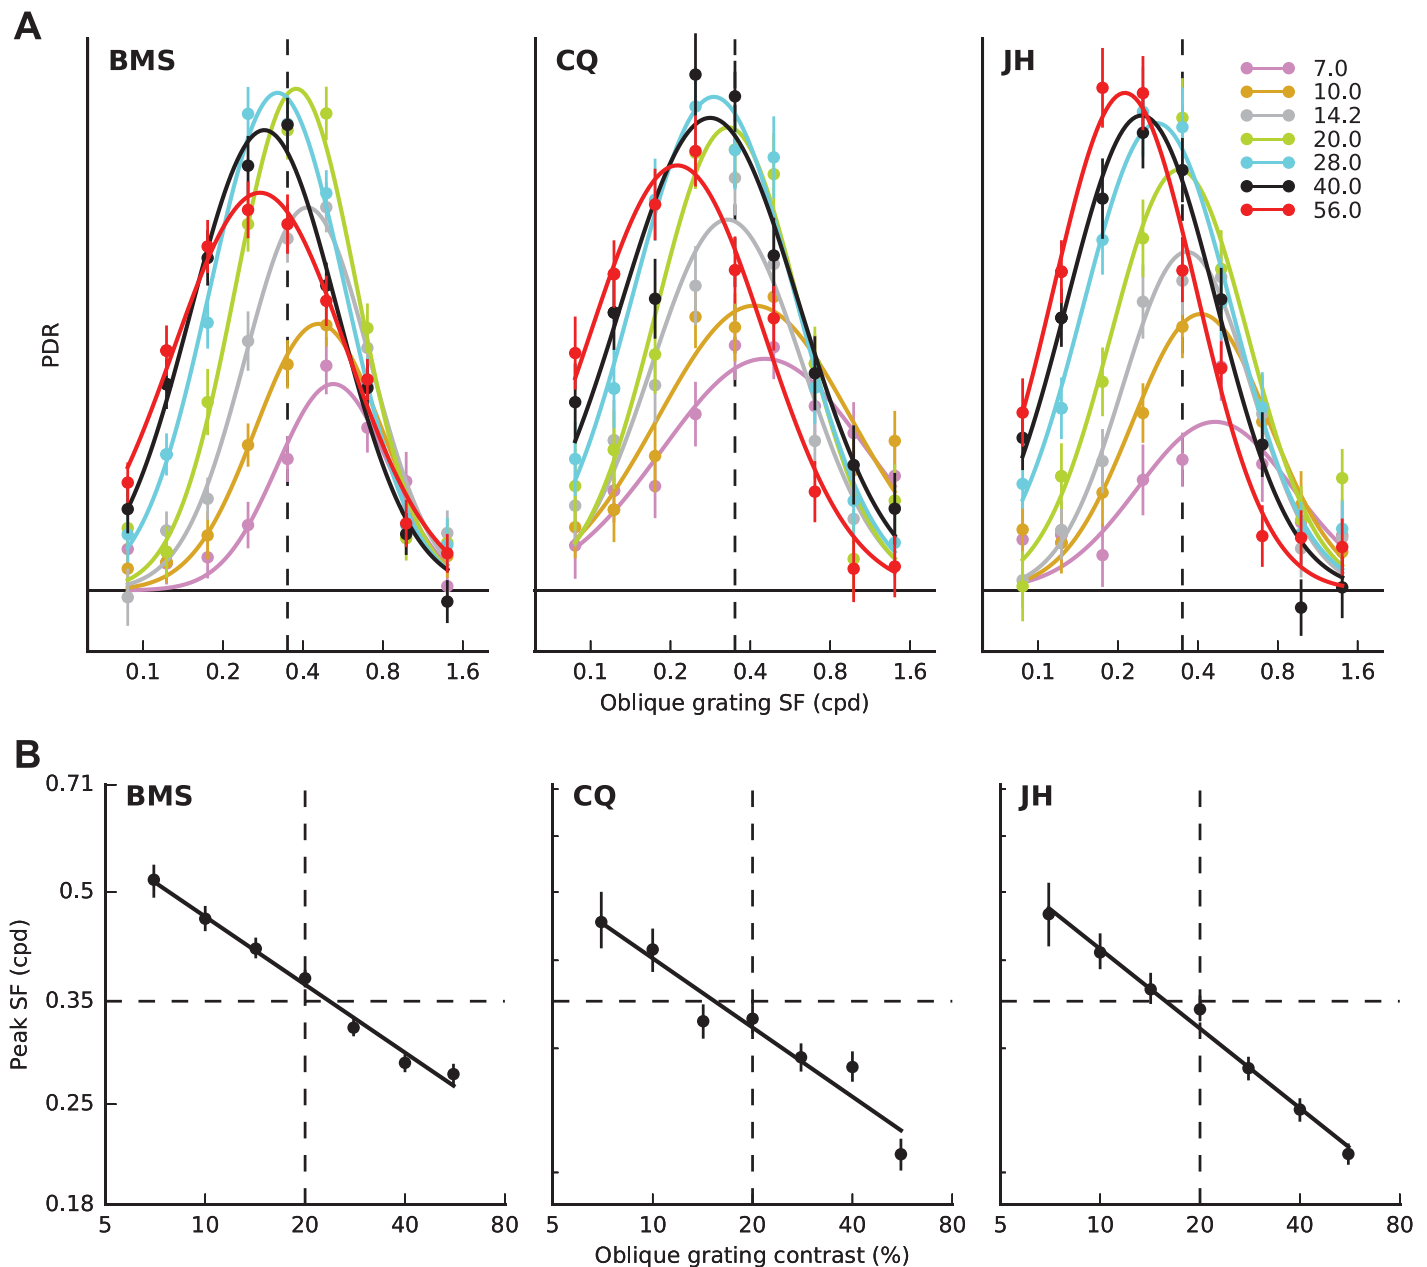 A
BMS
CQ
JH
7.0
10.0
14.2
20.0
28.0
40.0
56.0
PDR
0.1 0.2 0.4 0.8 1.6
0.1 0.2 0.4 0.8 1.6
0.1 0.2 0.4 0.8 1.6
Oblique grating SF (cpd)
B
BMS
CQ
JH
0.71
0.5
0.35
0.25
0.18
Peak SF (cpd)
5 10 20 40 80
5 10 20 40 80
5 10 20 40 80
Oblique grating contrast (%)